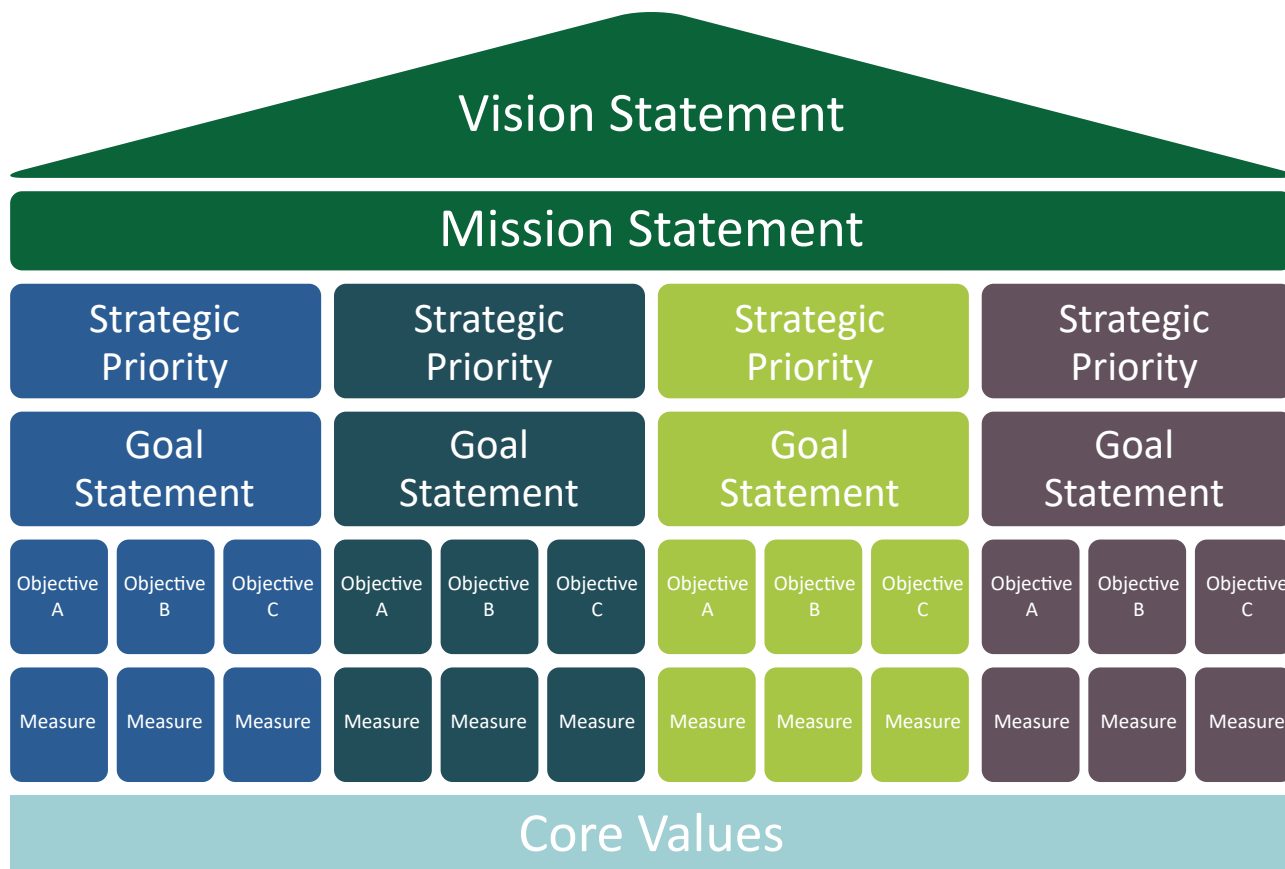 Vision Statement
Mission Statement
Strategic
Priority
Strategic
Priority
Strategic
Priority
Strategic
Priority
Goal
Statement
Goal
Statement
Goal
Statement
Goal
Statement
Objective
A
Objective
B
Objective
C
Objective
A
Objective
B
Objective
C
Objective
A
Objective
B
Objective
C
Objective
A
Objective
B
Objective
C
Measure
Measure
Measure
Measure
Measure
Measure
Measure
Measure
Measure
Measure
Measure
Measure
Core Values